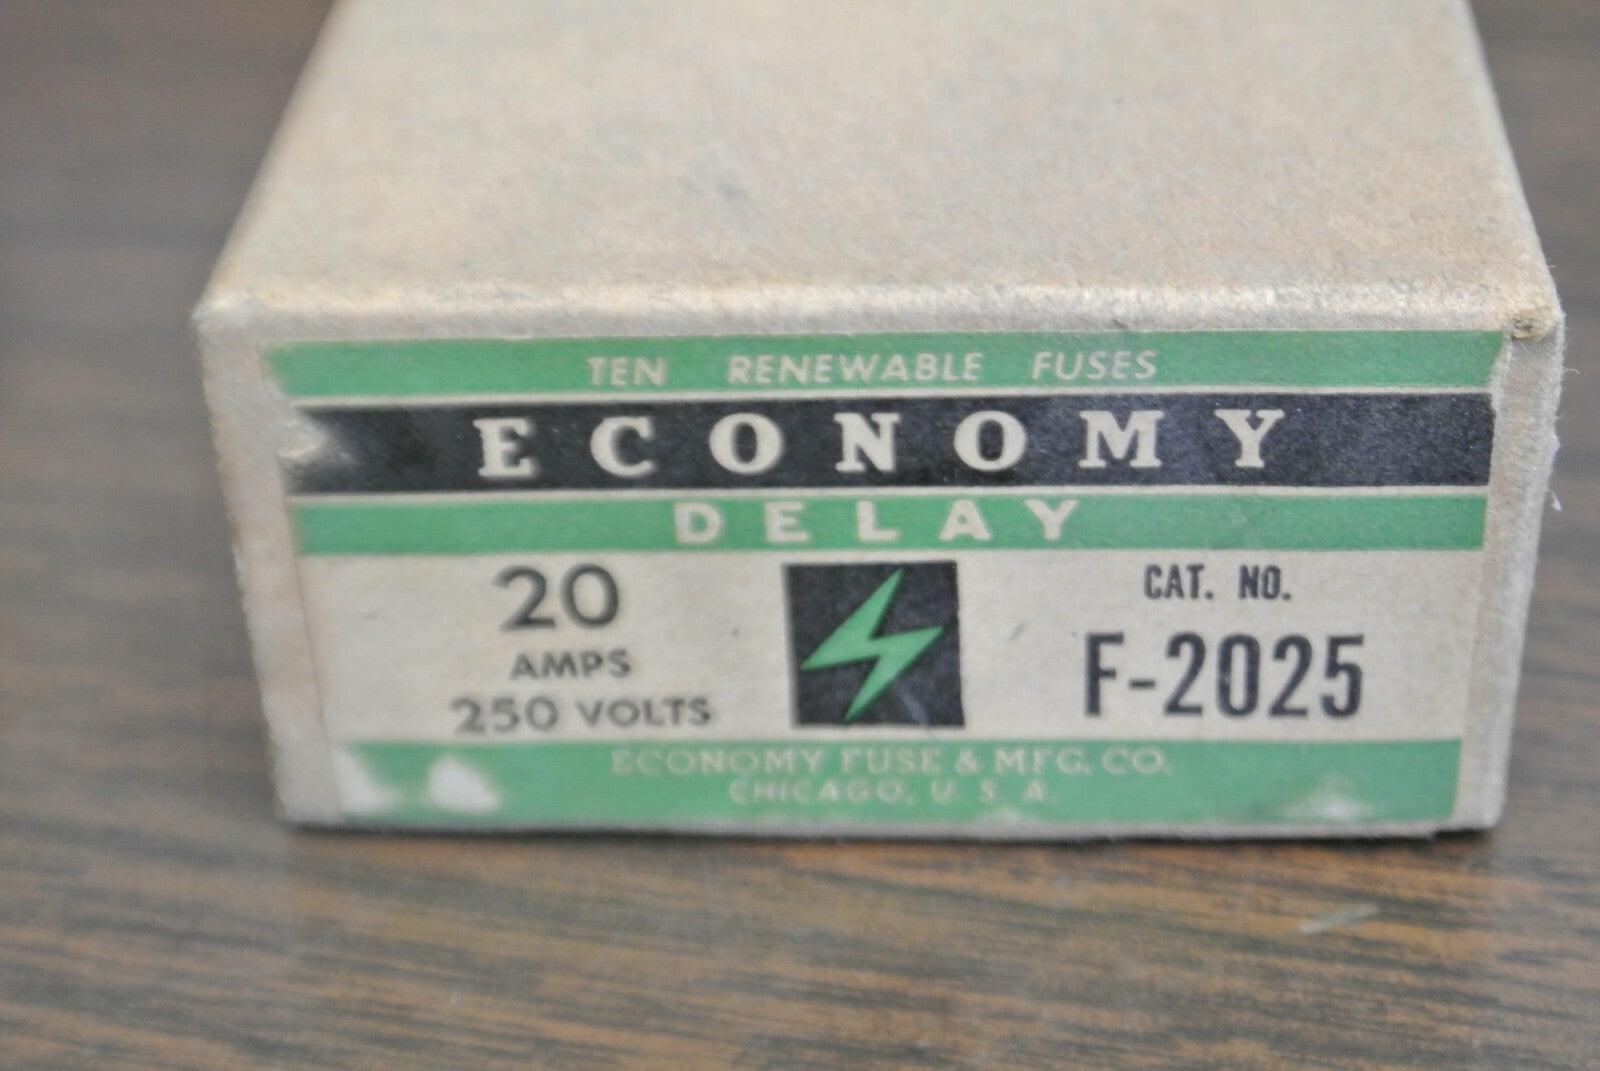 TEN RENEWABLE FUSES
ECONOMY
DELAY
20
AMPS
250 VOLTS
CAT. NO.
F-2025
ECONOMY FUSE & MFG. CO.
CHICAGO, U. S. A.